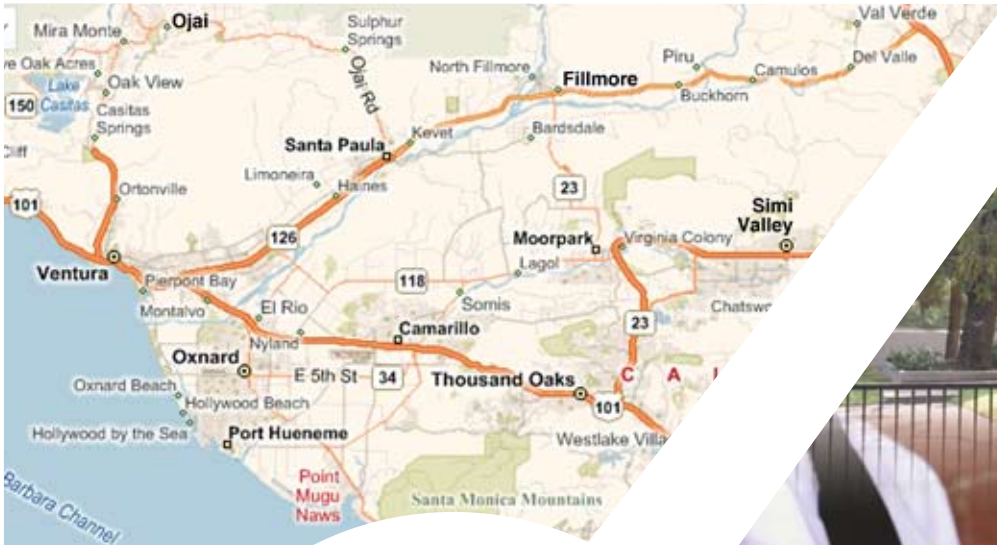 Ojai
Mira Monte
Sulphur
Springs
Val Verde
ve Oak Acres
Oak View
Lake
Casitas
150
Casitas
Springs
Ojai Rd
North Fillmore
Fillmore
Piru
Buckhorn
Camulos
Del Valle
Cliff
Santa Paula
Kevet
Bardsdale
Limoneira
Haines
Ortonville
101
126
23
Simi
Valley
Moorpark
Virginia Colony
Ventura
Pierpont Bay
Lagol
118
Montalvo
El Rio
Somis
Chatsw
Nyland
Camarillo
23
Oxnard
E 5th St
34
Thousand Oaks
C A
101
Oxnard Beach
Hollywood Beach
Hollywood by the Sea
Port Hueneme
Westlake Villa
Point
Mugu
Naws
Santa Monica Mountains
Barbara Channel